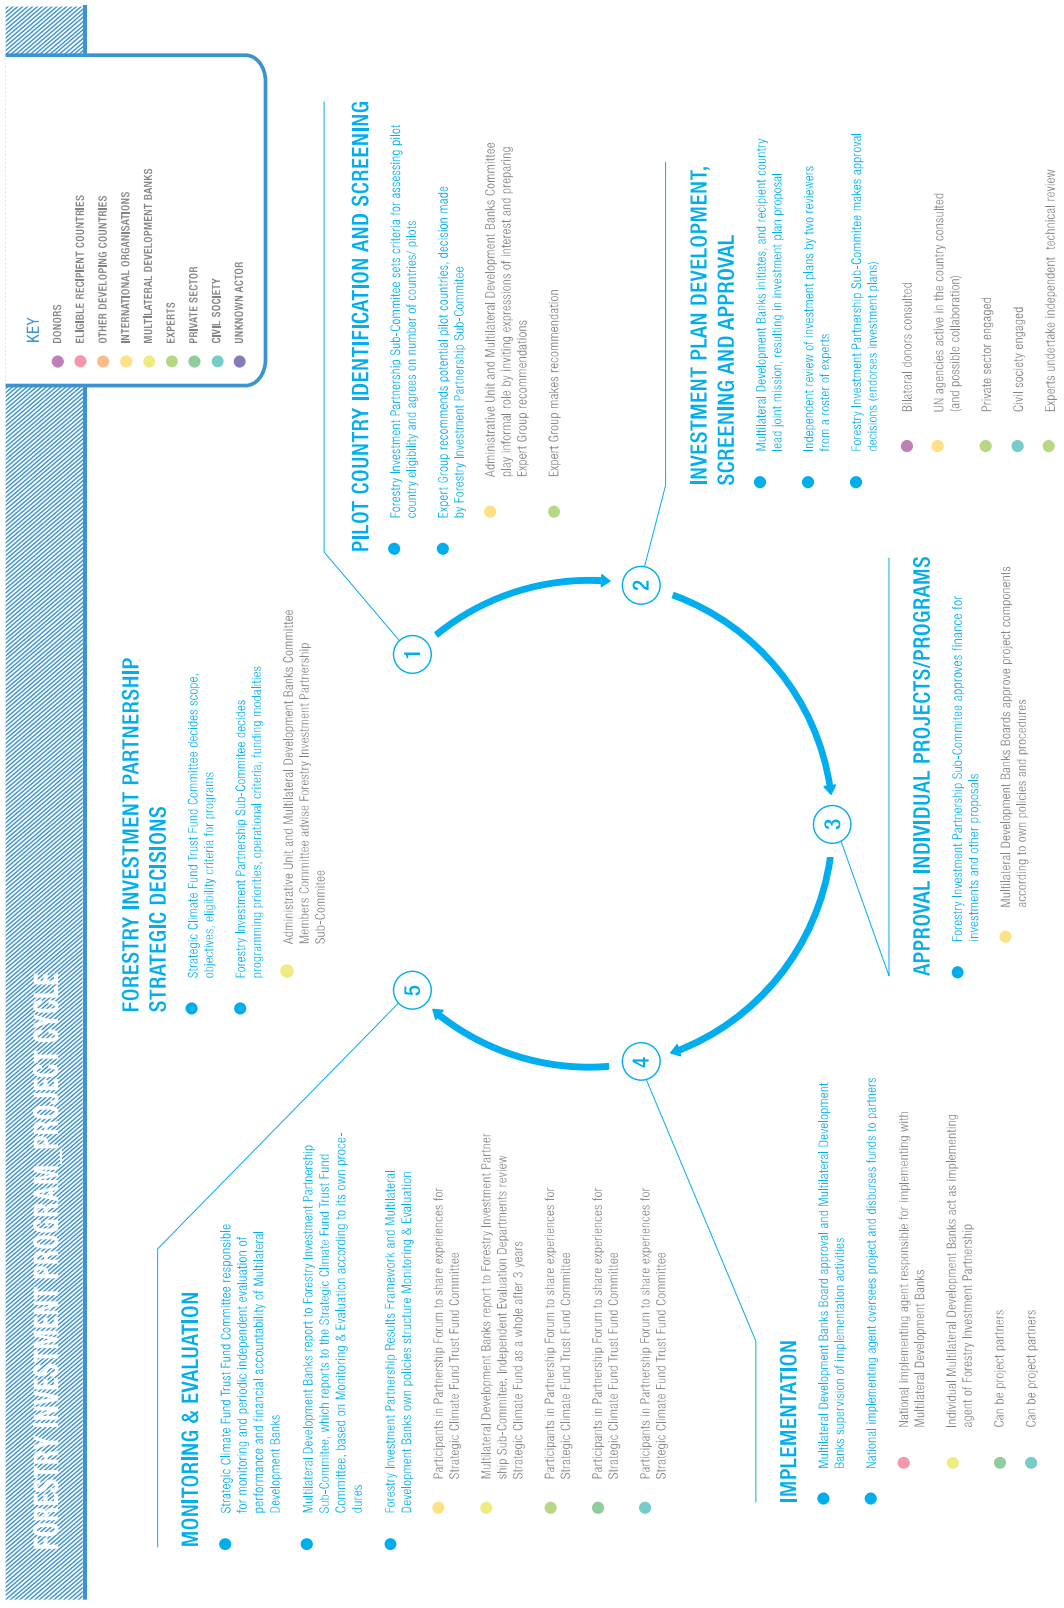 FORESTRY INVESTMENT PROGRAM_PROJECT CYCLE
KEY
DONORS
ELIGIBLE RECIPIENT COUNTRIES
OTHER DEVELOPING COUNTRIES
INTERNATIONAL ORGANISATIONS
MULTILATERAL DEVELOPMENT BANKS
EXPERTS
PRIVATE SECTOR
CIVIL SOCIETY
UNKNOWN ACTOR
FORESTRY INVESTMENT PARTNERSHIP
STRATEGIC DECISIONS
Strategic Climate Fund Trust Fund Committee decides scope,
objectives, eligibility criteria for programs
Forestry Investment Partnership Sub-Commitee decides
programming priorities, operational criteria, funding modalities
Administrative Unit and Multilateral Development Banks Committee
Members Committee advise Forestry Investment Partnership
Sub-Committee
1
PILOT COUNTRY IDENTIFICATION AND SCREENING
Forestry Investment Partnership Sub-Committee sets criteria for assessing pilot
country eligibility and agrees on number of countries/ pilots
Expert Group recommends potential pilot countries, decision made
by Forestry Investment Partnership Sub-Commitee
Administrative Unit and Multilateral Development Banks Committee
play informal role by inviting expressions of interest and preparing
Expert Group recommendations
Expert Group makes recommendation
2
INVESTMENT PLAN DEVELOPMENT,
SCREENING AND APPROVAL
Multilateral Development Banks initiates, and recipient country
lead joint mission, resulting in investment plan proposal
Independent review of investment plans by two reviewers
from a roster of experts
Forestry Investment Partnership Sub-Commitee makes approval
decisions (endorses investment plans)
Bilateral donors consulted
UN agencies active in the country consulted
(and possible collaboration)
Private sector engaged
Civil society engaged
Experts undertake independent technical review
3
APPROVAL INDIVIDUAL PROJECTS/PROGRAMS
Forestry Investment Partnership Sub-Commitee approves finance for
investments and other proposals
Multilateral Development Banks Boards approve project components
according to own policies and procedures
4
IMPLEMENTATION
Multilateral Development Banks Board approval and Multilateral Development
Banks supervision of implementation activities
National implementing agent oversees project and disburses funds to partners
National implementing agent responsible for implementing with
Multilateral Development Banks
Individual Multilateral Development Banks act as implementing
agent of Forestry Investment Partnership
Can be project partners
Can be project partners
5
MONITORING & EVALUATION
Strategic Climate Fund Trust Fund Committee responsible
for monitoring and periodic independent evaluation of
performance and financial accountability of Multilateral
Development Banks
Multilateral Development Banks report to Forestry Investment Partnership
Sub-Commitee, which reports to the Strategic Climate Fund Trust Fund
Committee, based on Monitoring & Evaluation according to its own proce-
dures
Forestry Investment Partnership Results Framework and Multilateral
Development Banks own policies structure Monitoring & Evaluation
Participants in Partnership Forum to share experiences for
Strategic Climate Fund Trust Fund Committee
Multilateral Development Banks report to Forestry Investment Partner
ship Sub-Committee, Independent Evaluation Departments review
Strategic Climate Fund as a whole after 3 years
Participants in Partnership Forum to share experiences for
Strategic Climate Fund Trust Fund Committee
Participants in Partnership Forum to share experiences for
Strategic Climate Fund Trust Fund Committee
Participants in Partnership Forum to share experiences for
Strategic Climate Fund Trust Fund Committee